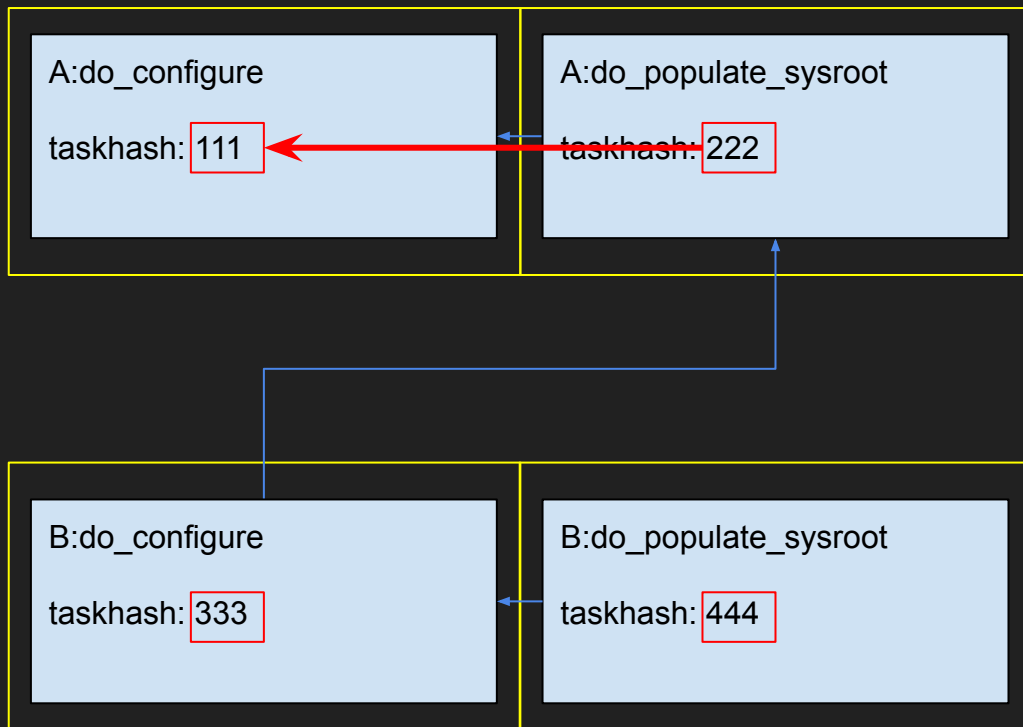 A:do_configure
taskhash: 111
A:do_populate_sysroot
taskhash: 222
B:do_configure
taskhash: 333
B:do_populate_sysroot
taskhash: 444